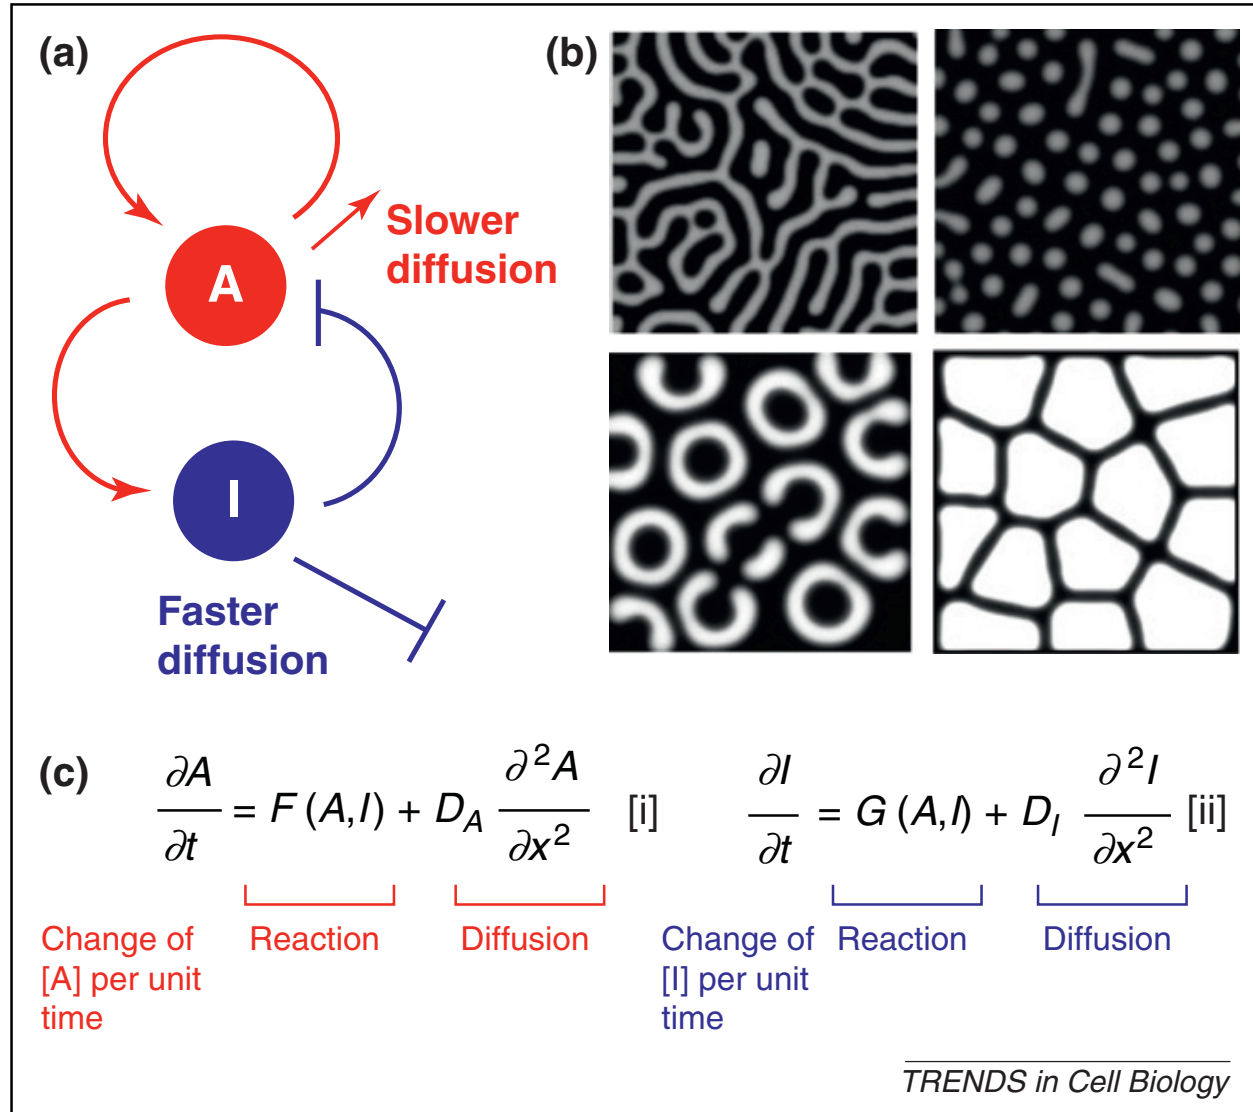 (a)
A
Slower
diffusion
I
Faster
diffusion
(b)
(c)
∂A/∂t = F (A,I) + D_A ∂²A/∂x² [i]
Change of
[A] per unit
time
Reaction
Diffusion
∂I/∂t = G (A,I) + D_I ∂²I/∂x² [ii]
Change of
[I] per unit
time
Reaction
Diffusion
TRENDS in Cell Biology